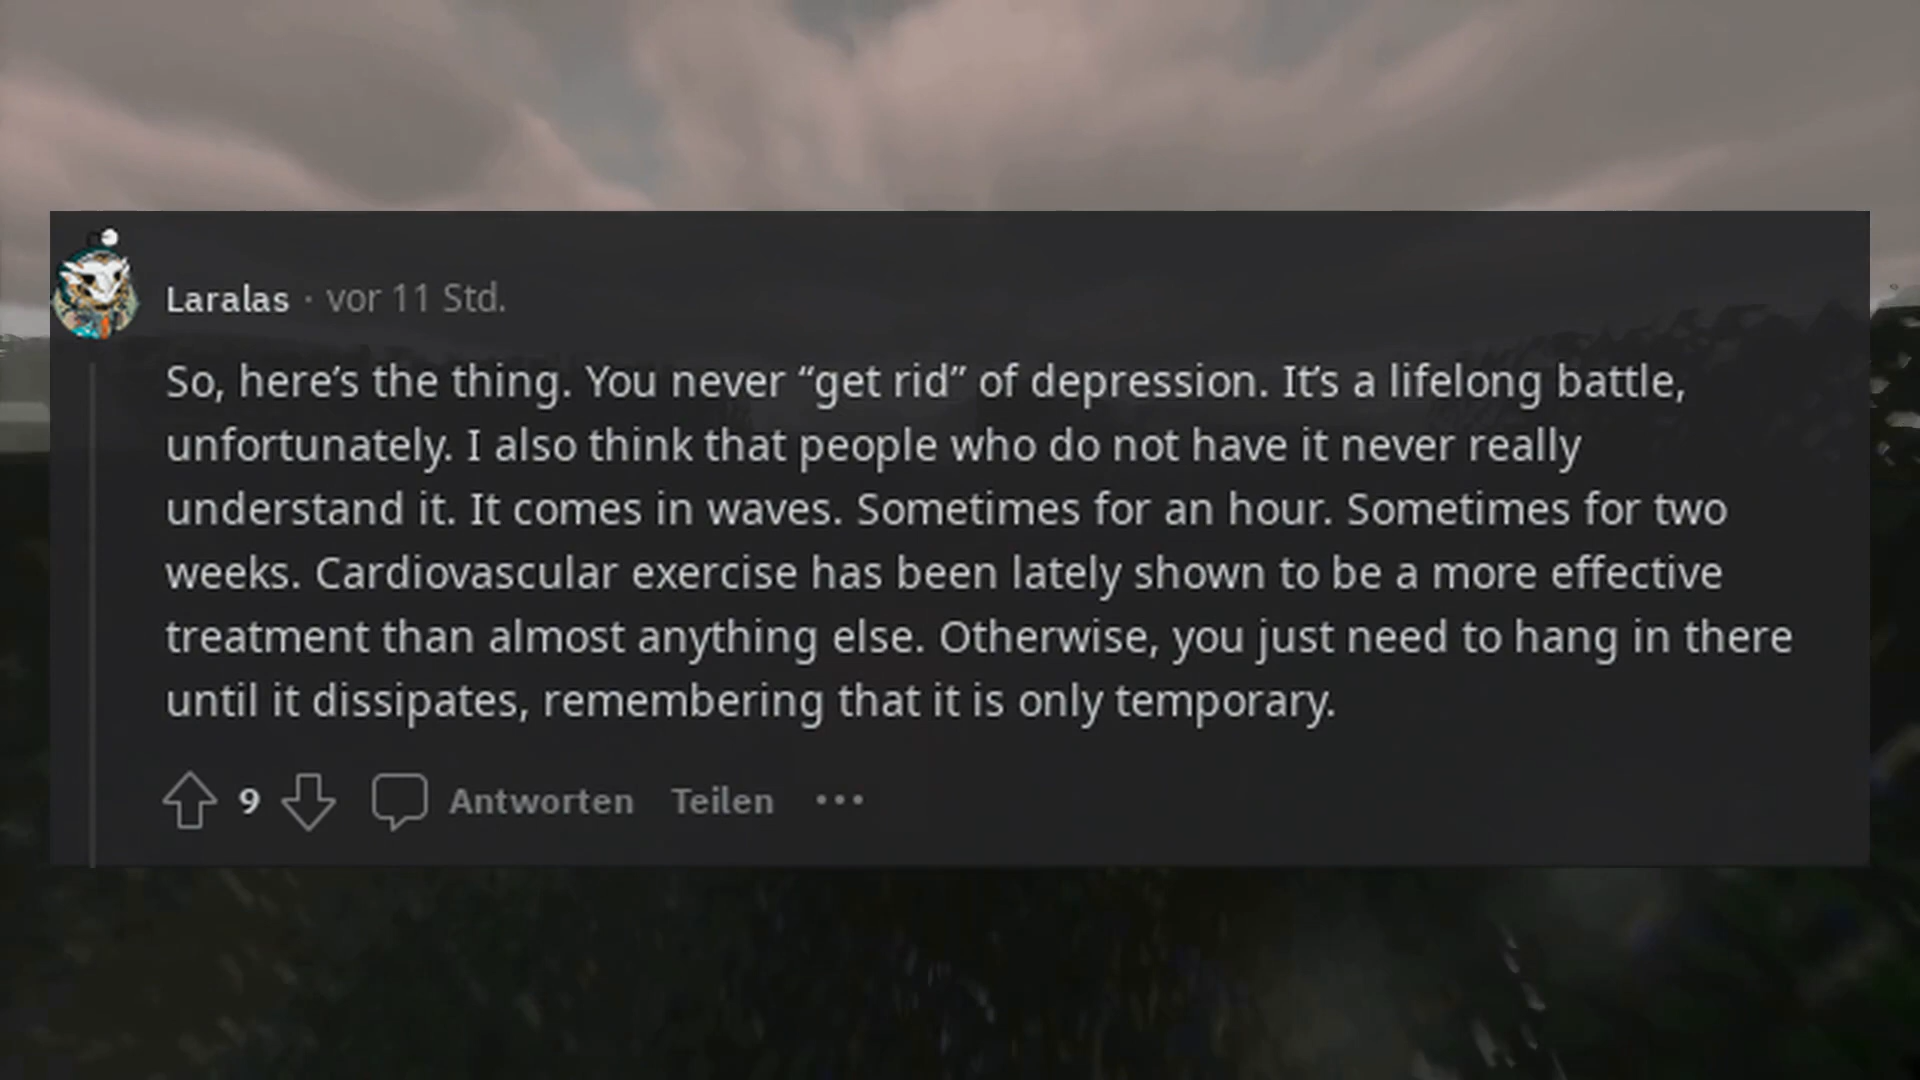 Laralas · vor 11 Std.
So, here’s the thing. You never “get rid” of depression. It’s a lifelong battle,
unfortunately. I also think that people who do not have it never really
understand it. It comes in waves. Sometimes for an hour. Sometimes for two
weeks. Cardiovascular exercise has been lately shown to be a more effective
treatment than almost anything else. Otherwise, you just need to hang in there
until it dissipates, remembering that it is only temporary.
9 Antworten Teilen ...